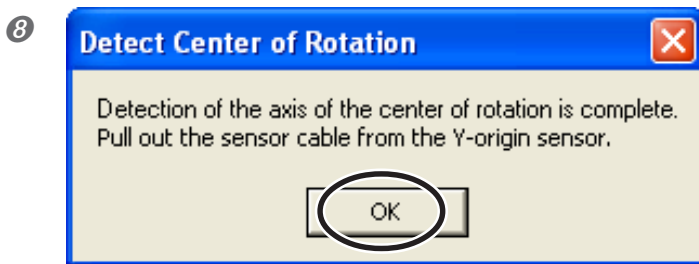 8
Detect Center of Rotation
Detection of the axis of the center of rotation is complete.
Pull out the sensor cable from the Y-origin sensor.
OK